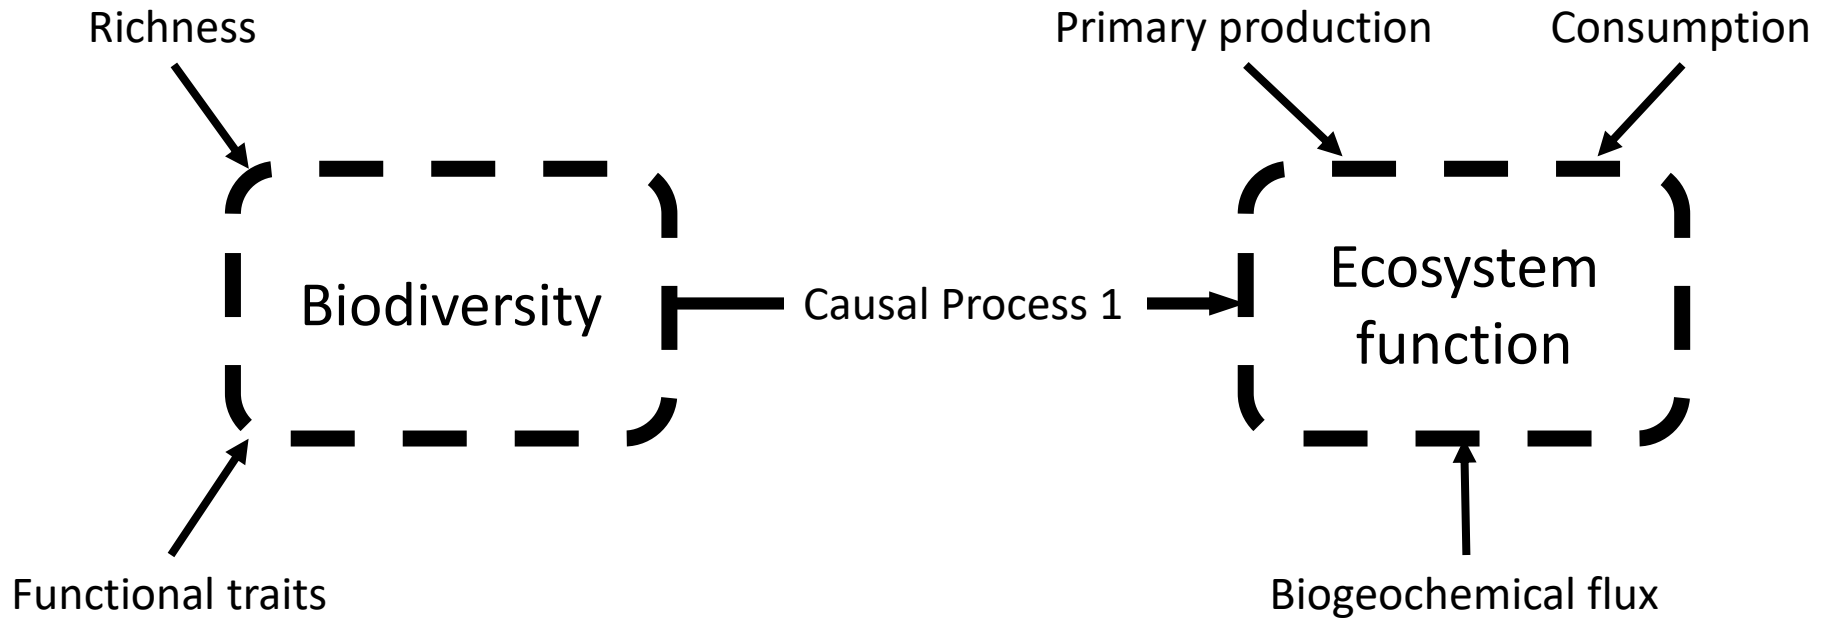 Richness
Primary production
Consumption
Biodiversity
Causal Process 1
Ecosystem
function
Functional traits
Biogeochemical flux